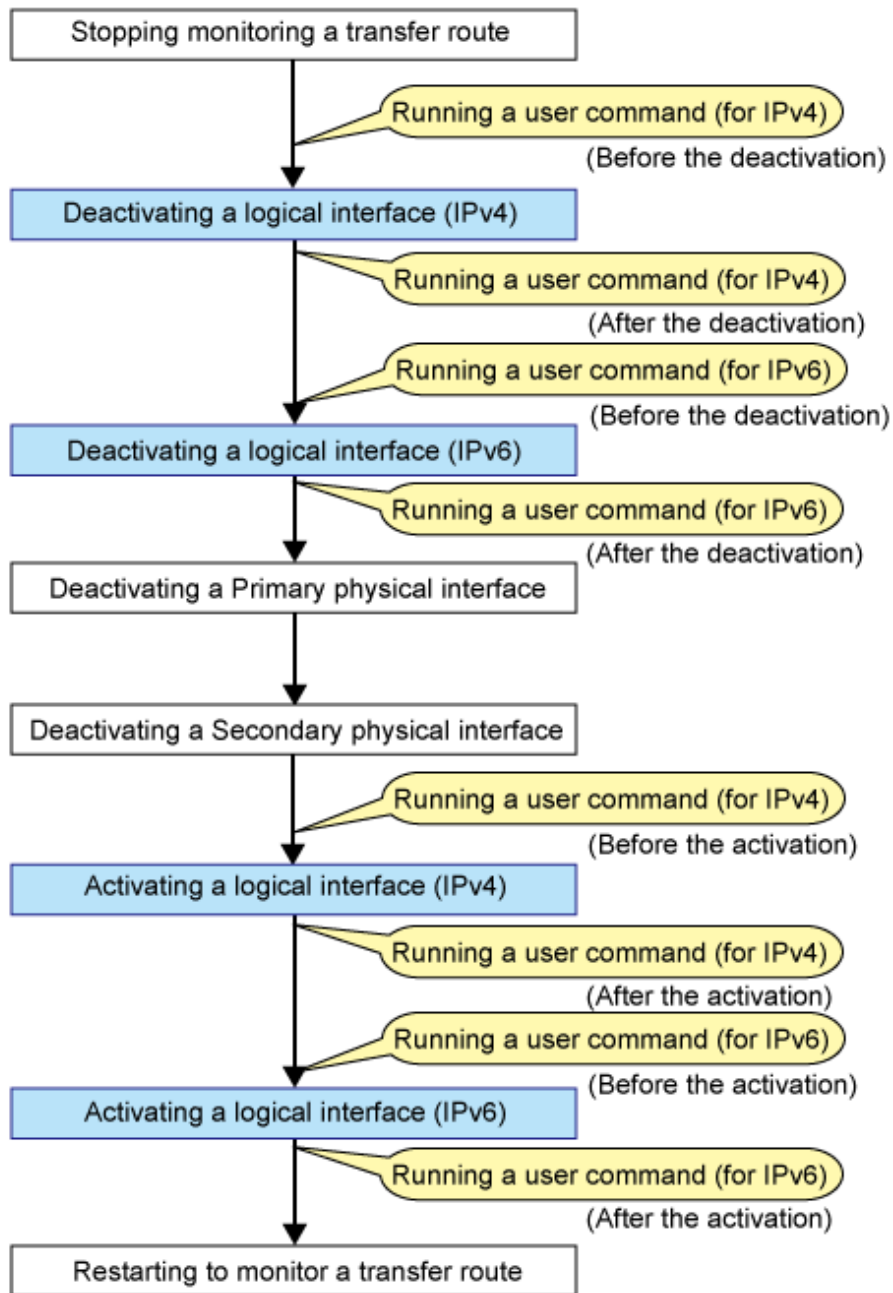 Stopping monitoring a transfer route
Running a user command (for IPv4)
(Before the deactivation)
Deactivating a logical interface (IPv4)
Running a user command (for IPv4)
(After the deactivation)
Running a user command (for IPv6)
(Before the deactivation)
Deactivating a logical interface (IPv6)
Running a user command (for IPv6)
(After the deactivation)
Deactivating a Primary physical interface
Deactivating a Secondary physical interface
Running a user command (for IPv4)
(Before the activation)
Activating a logical interface (IPv4)
Running a user command (for IPv4)
(After the activation)
Running a user command (for IPv6)
(Before the activation)
Activating a logical interface (IPv6)
Running a user command (for IPv6)
(After the activation)
Restarting to monitor a transfer route